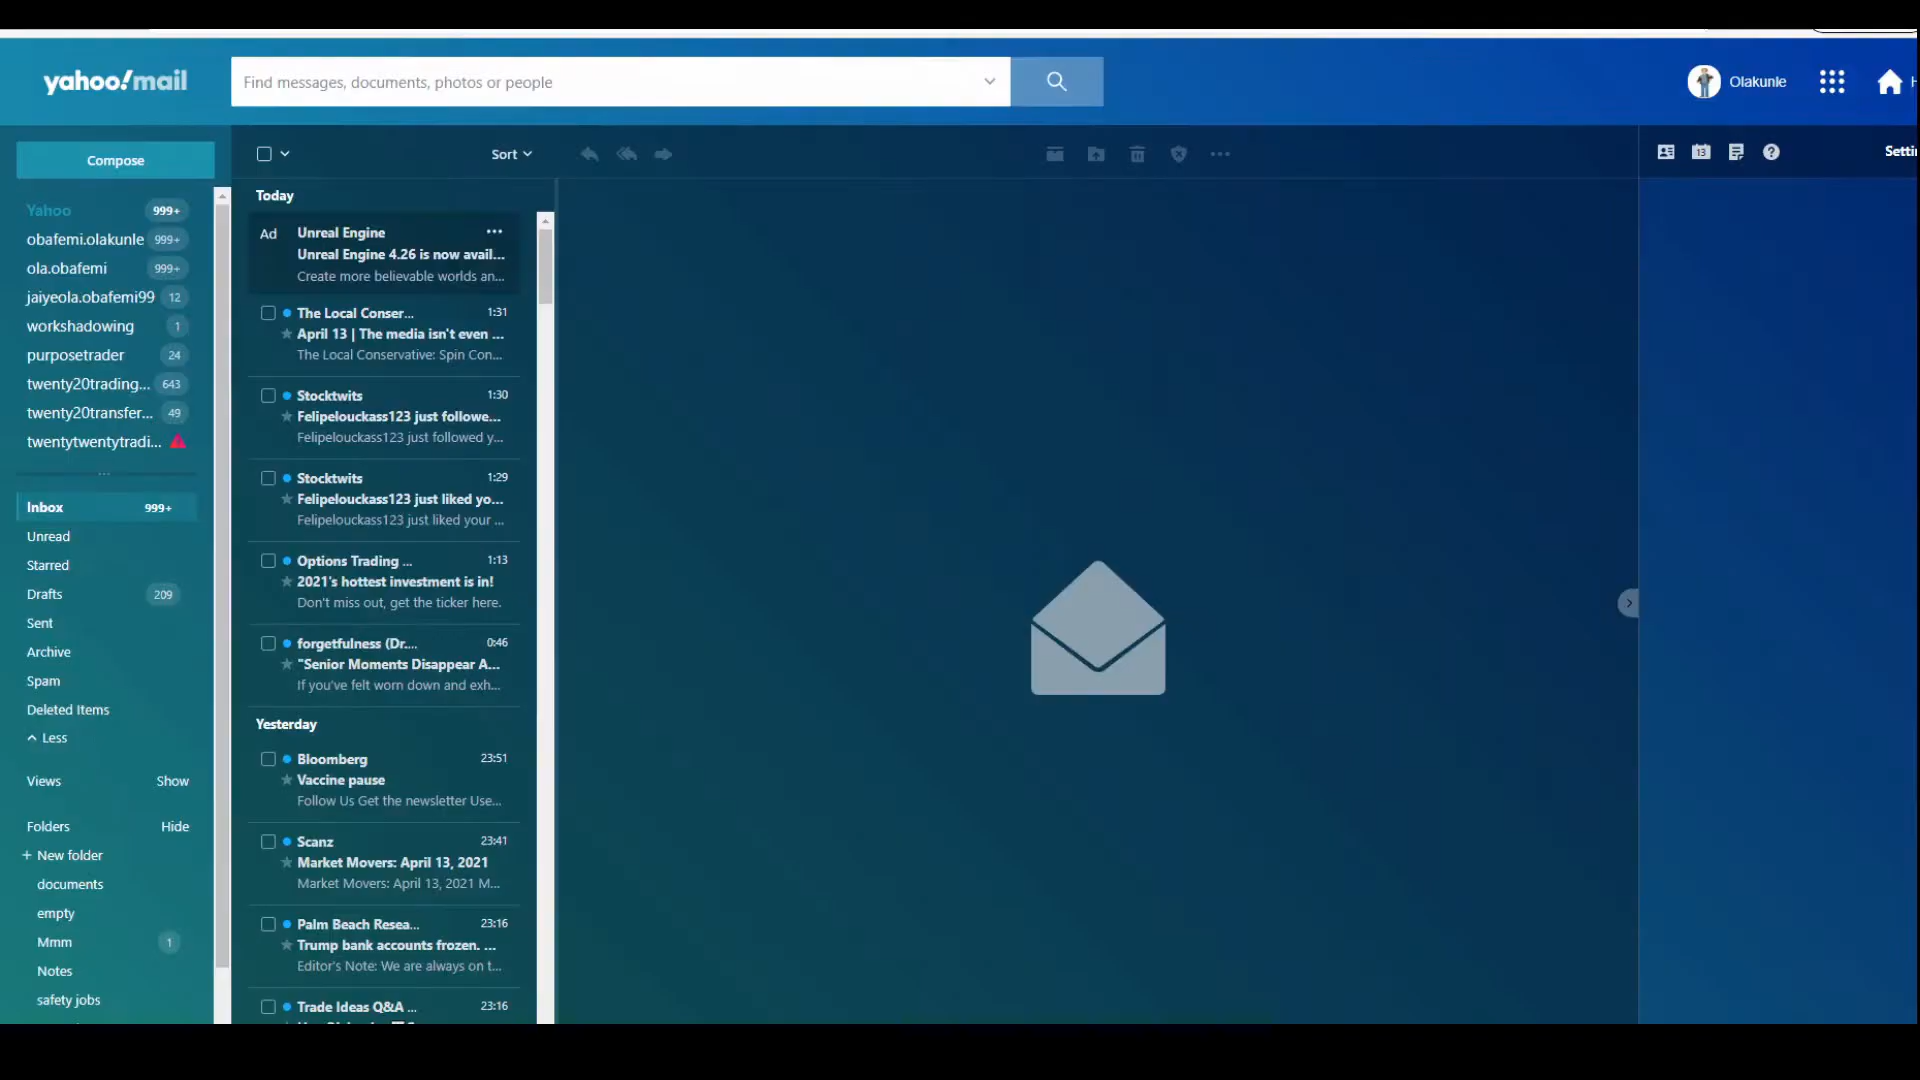 yahoo!mail
Find messages, documents, photos or people
Olakunle
H
Compose
Sort
13
Setti
Yahoo 999+
obafemi.olakunle 999+
ola.obafemi 999+
jaiyeola.obafemi99 12
workshadowing 1
purposetrader 24
twenty20trading... 643
twenty20transfer... 49
twentytwentytradi...
...
Inbox 999+
Unread
Starred
Drafts 209
Sent
Archive
Spam
Deleted Items
Less
Views Show
Folders Hide
+ New folder
documents
empty
Mmm 1
Notes
safety jobs
Today
Ad Unreal Engine
Unreal Engine 4.26 is now avail...
Create more believable worlds an...
The Local Conser... 1:31
April 13 | The media isn't even ...
The Local Conservative: Spin Con...
Stocktwits 1:30
Felipelouckass123 just followe...
Felipelouckass123 just followed y...
Stocktwits 1:29
Felipelouckass123 just liked yo...
Felipelouckass123 just liked your ...
Options Trading ... 1:13
2021's hottest investment is in!
Don't miss out, get the ticker here.
forgetfulness (Dr.... 0:46
"Senior Moments Disappear A...
If you've felt worn down and exh...
Yesterday
Bloomberg 23:51
Vaccine pause
Follow Us Get the newsletter Use...
Scanz 23:41
Market Movers: April 13, 2021
Market Movers: April 13, 2021 M...
Palm Beach Resea... 23:16
Trump bank accounts frozen. ...
Editor's Note: We are always on t...
Trade Ideas Q&A ... 23:16